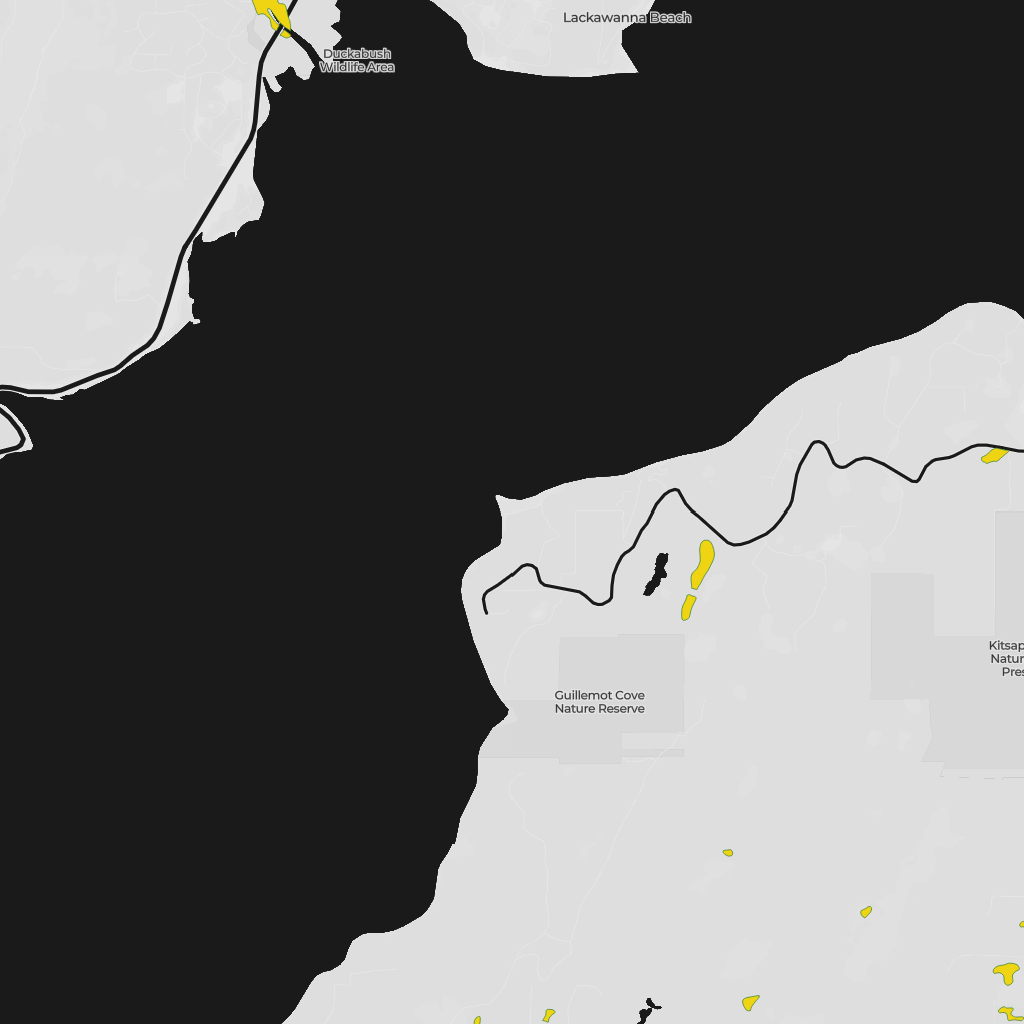 Lackawanna Beach
Duckabush
Wildlife Area
Guillemot Cove
Nature Reserve
Kitsap
Natur
Pres